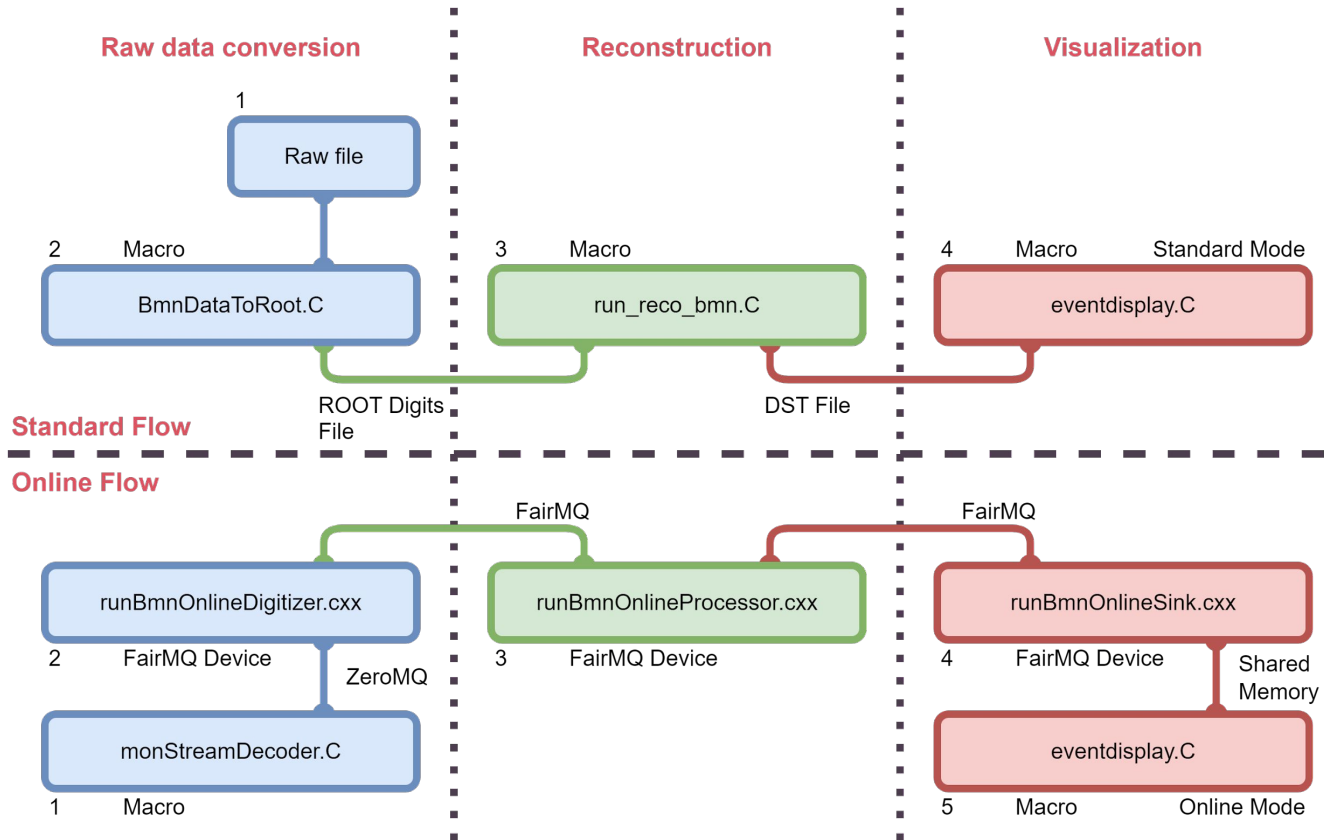 Raw data conversion
Reconstruction
Visualization
1
Raw file
2 Macro
BmnDataToRoot.C
3 Macro
run_reco_bmn.C
4 Macro Standard Mode
eventdisplay.C
ROOT Digits
File
DST File
Standard Flow
Online Flow
FairMQ
FairMQ
runBmnOnlineDigitizer.cxx
2 FairMQ Device
runBmnOnlineProcessor.cxx
3 FairMQ Device
runBmnOnlineSink.cxx
4 FairMQ Device
ZeroMQ
Shared
Memory
monStreamDecoder.C
1 Macro
eventdisplay.C
5 Macro Online Mode